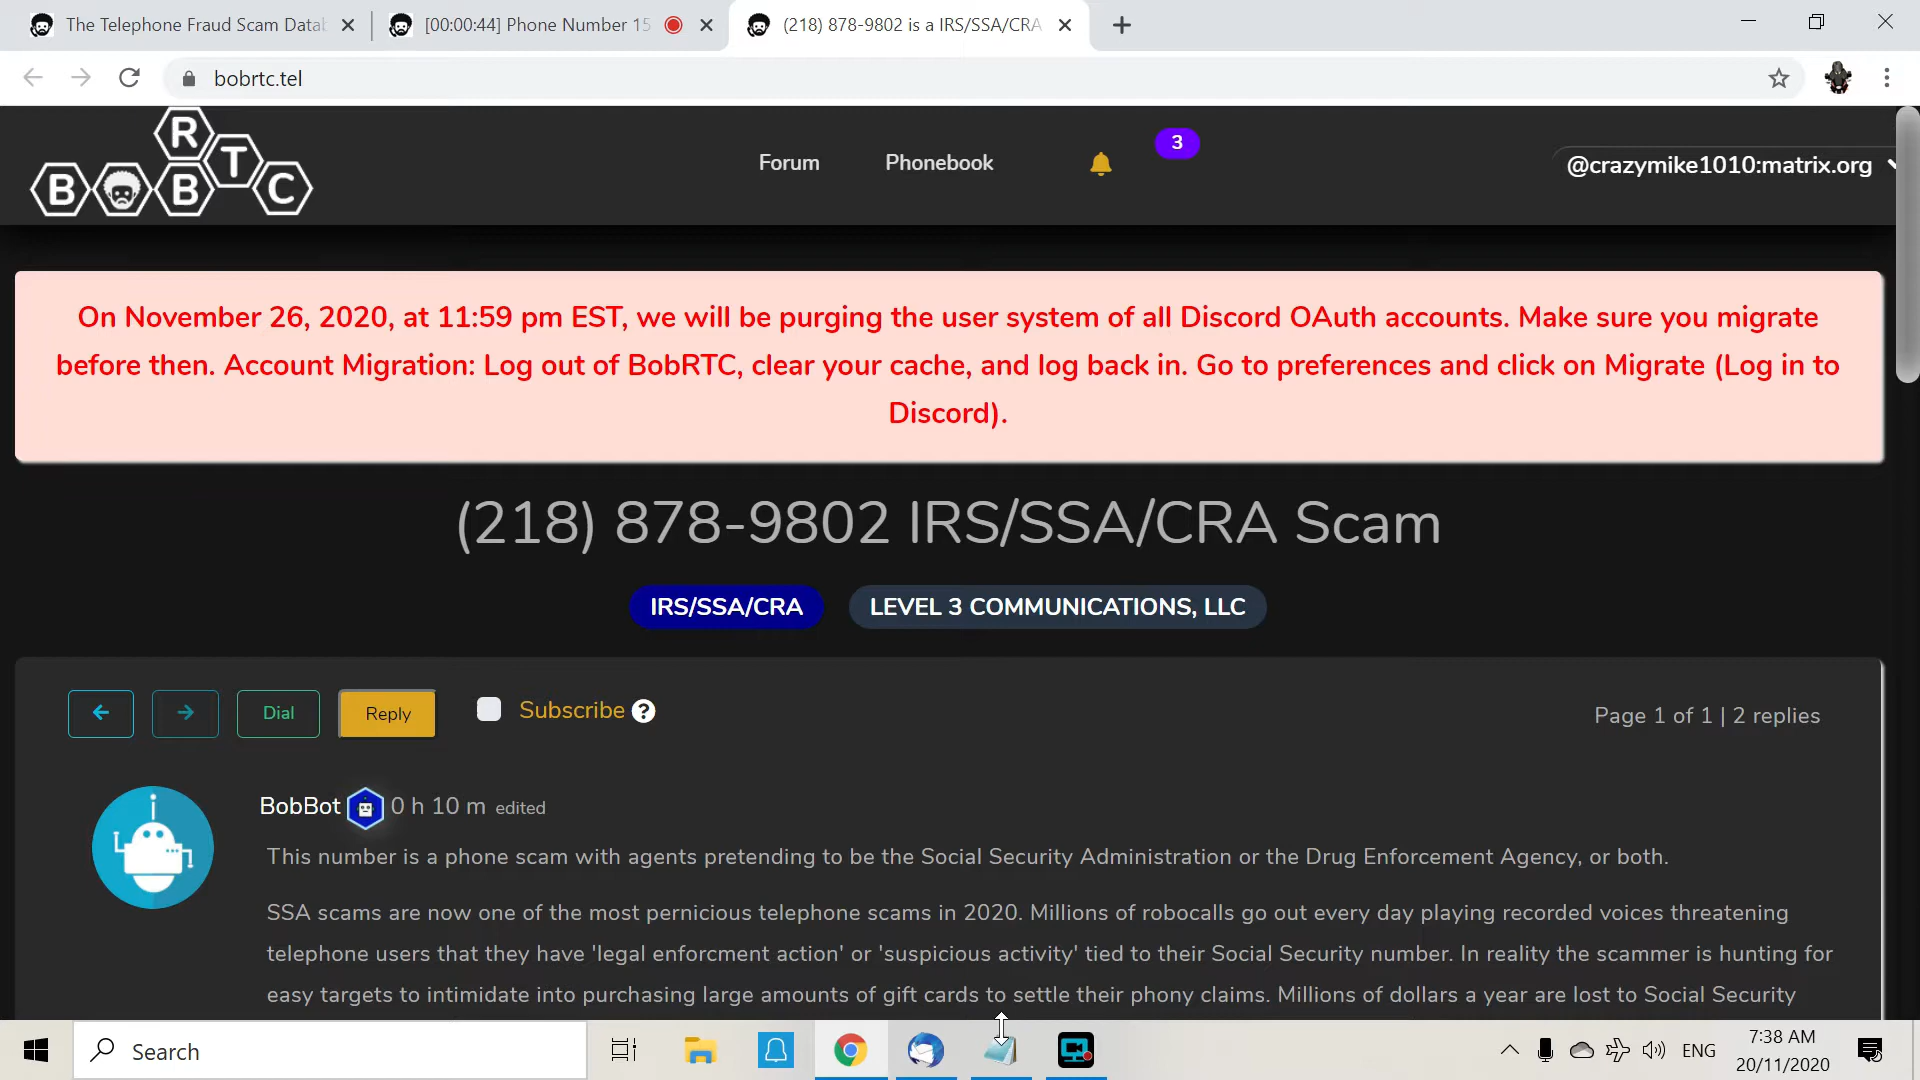 The Telephone Fraud Scam Datab
[00:00:44] Phone Number 15
(218) 878-9802 is a IRS/SSA/CRA
bobrtc.tel
R
T
B B C
Forum
Phonebook
3
@crazymike1010:matrix.org
On November 26, 2020, at 11:59 pm EST, we will be purging the user system of all Discord OAuth accounts. Make sure you migrate
before then. Account Migration: Log out of BobRTC, clear your cache, and log back in. Go to preferences and click on Migrate (Log in to
Discord).
(218) 878-9802 IRS/SSA/CRA Scam
IRS/SSA/CRA
LEVEL 3 COMMUNICATIONS, LLC
Dial
Reply
Subscribe ?
Page 1 of 1 | 2 replies
BobBot 0 h 10 m edited
This number is a phone scam with agents pretending to be the Social Security Administration or the Drug Enforcement Agency, or both.
SSA scams are now one of the most pernicious telephone scams in 2020. Millions of robocalls go out every day playing recorded voices threatening
telephone users that they have 'legal enforcment action' or 'suspicious activity' tied to their Social Security number. In reality the scammer is hunting for
easy targets to intimidate into purchasing large amounts of gift cards to settle their phony claims. Millions of dollars a year are lost to Social Security
Search
ENG
7:38 AM
20/11/2020